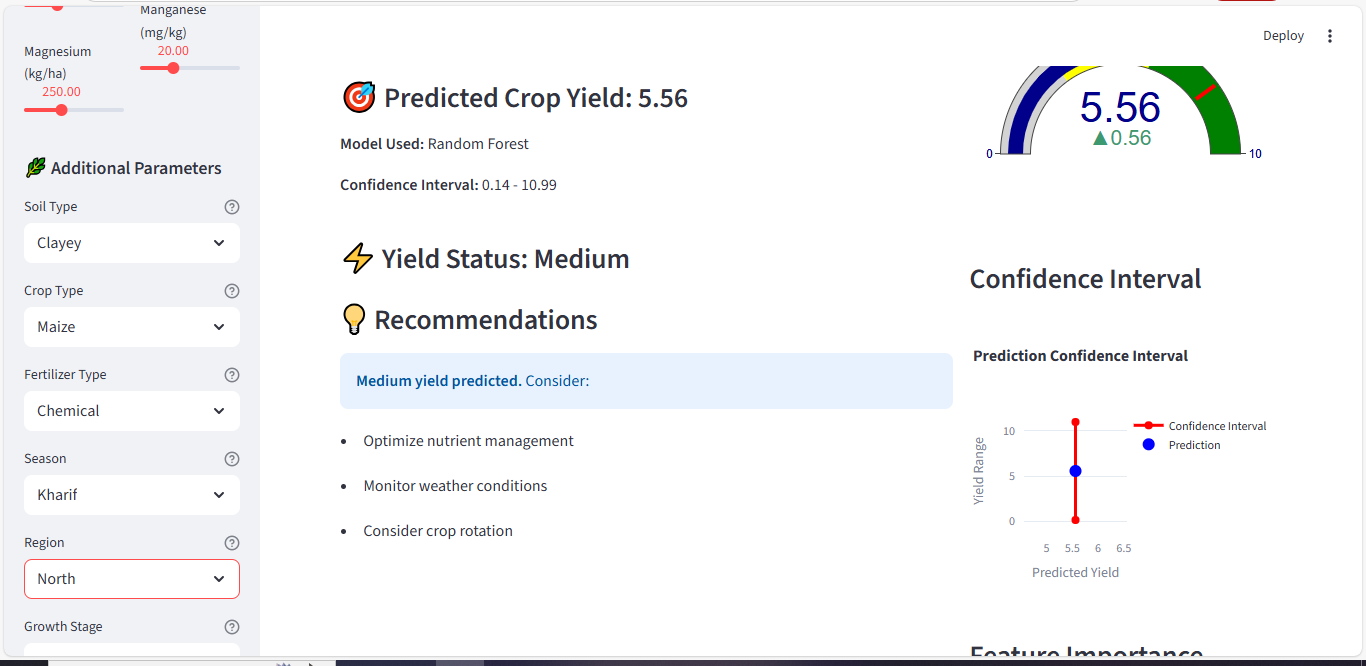 Manganese
(mg/kg)
20.00
Magnesium
(kg/ha)
250.00
Additional Parameters
Soil Type
Clayey
Crop Type
Maize
Fertilizer Type
Chemical
Season
Kharif
Region
North
Growth Stage
Deploy
Predicted Crop Yield: 5.56
Model Used: Random Forest
Confidence Interval: 0.14 - 10.99
Yield Status: Medium
Recommendations
Medium yield predicted. Consider:
• Optimize nutrient management
• Monitor weather conditions
• Consider crop rotation
5.56
▲0.56
0
10
Confidence Interval
Prediction Confidence Interval
Confidence Interval
Prediction
Yield Range
10
5
0
5 5.5 6 6.5
Predicted Yield
Feature Importance